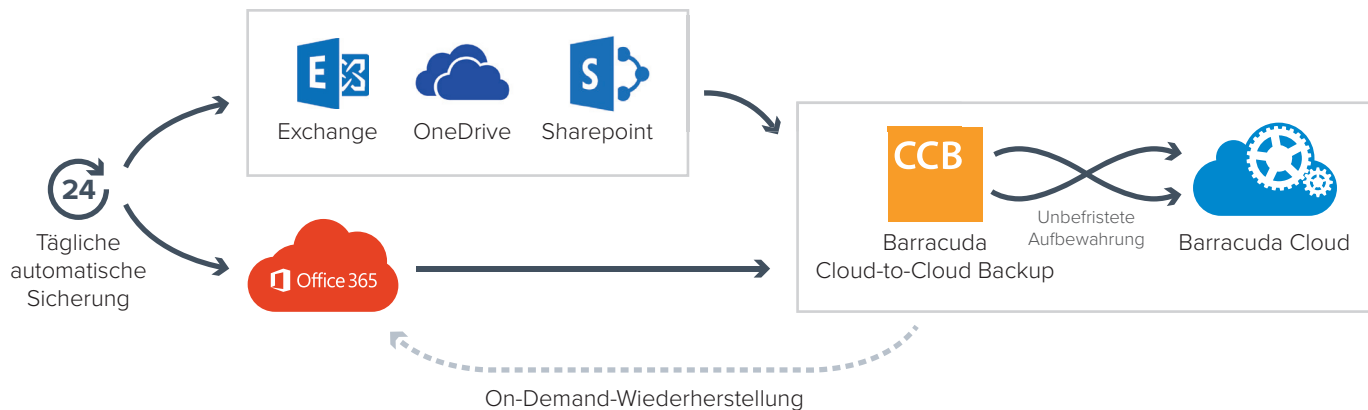 E
S
Exchange
OneDrive
Sharepoint
24
Tägliche
automatische
Sicherung
Office 365
CCB
Unbefristete
Aufbewahrung
Barracuda
Cloud-to-Cloud Backup
Barracuda Cloud
On-Demand-Wiederherstellung